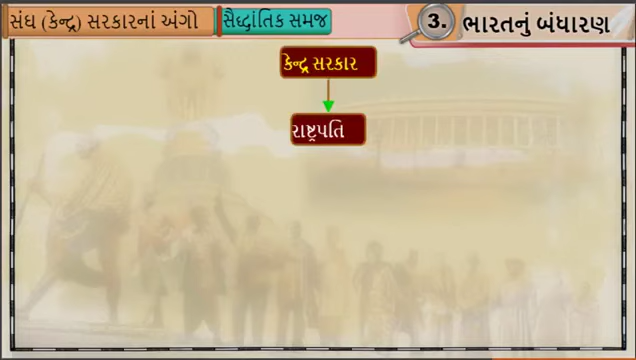 સંઘ (કેન્દ્ર) સરકારનાં અંગો
સૈદ્ધાંતિક સમજ
3.
ભારતનું બંધારણ
કેન્દ્ર સરકાર
રાષ્ટ્રપતિ